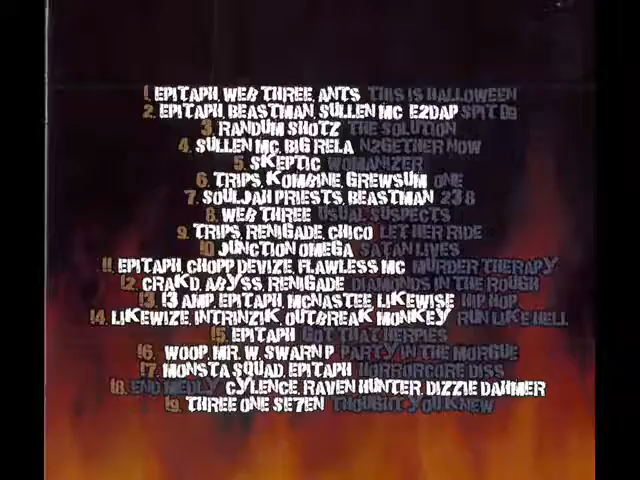 1. EPITAPH, WEB THREE, ANTS THIS IS HALLOWEEN
2. EPITAPH, BEASTMAN, SULLEN MC E2DAP SPIT
3. RANDUM SHOTZ THE SOLUTION
4. SULLEN MC, BIG RELA N2GETHER NOW
5. SKEPTIC WOMANIZER
6. TRIPS, KOMBINE, GREWSUM ONE
7. SOULJAH PRIESTS, BEASTMAN 238
8. WEB THREE USUAL SUSPECTS
9. TRIPS, RENIGADE, CHICO LET HER RIDE
10. JUNCTION OMEGA SATAN LIVES
11. EPITAPH, CHOPP DEVIZE, FLAWLESS MC MURDER THERAPY
12. CRAKD, ABYSS, RENIGADE DIAMONDS IN THE ROUGH
13. 13 AMP, EPITAPH, MCNASTEE, LIKEWISE HIP HOP
14. LIKEWIZE, INTRINZIK, OUTBREAK MONKEY RUN LIKE HELL
15. EPITAPH GOT THAT HERPIES
16. WOOP, MR. W, SWARN P PARTY IN THE MORGUE
17. MONSTA SQUAD, EPITAPH HORRORCORE DISS
18. END MEDLY CYLENCE, RAVEN HUNTER, DIZZIE DAHMER
19. THREE ONE SE7EN THOUGHT YOU KNEW